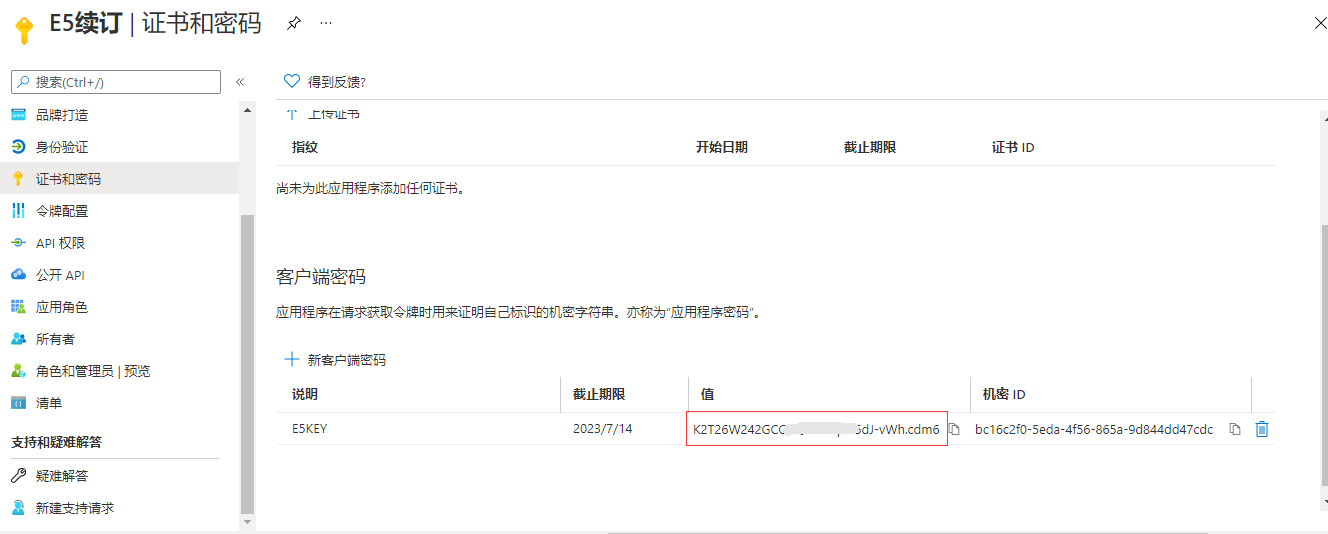 E5续订 | 证书和密码
搜索(Ctrl+/)
得到反馈?
品牌打造
身份验证
证书和密码
令牌配置
API 权限
公开 API
应用角色
所有者
角色和管理员 | 预览
清单
支持和疑难解答
疑难解答
新建支持请求
上传证书
指纹 开始日期 截止期限 证书 ID
尚未为此应用程序添加任何证书。
客户端密码
应用程序在请求获取令牌时用来证明自己标识的机密字符串。亦称为“应用程序密码”。
新客户端密码
说明 截止期限 值 机密 ID
E5KEY 2023/7/14 bc16c2f0-5eda-4f56-865a-9d844dd47cdc